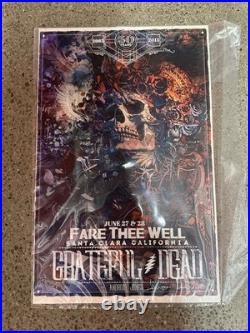 50
JUNE 27 & 28
FARE THEE WELL
SANTA CLARA CALIFORNIA
GRATEFUL DEAD